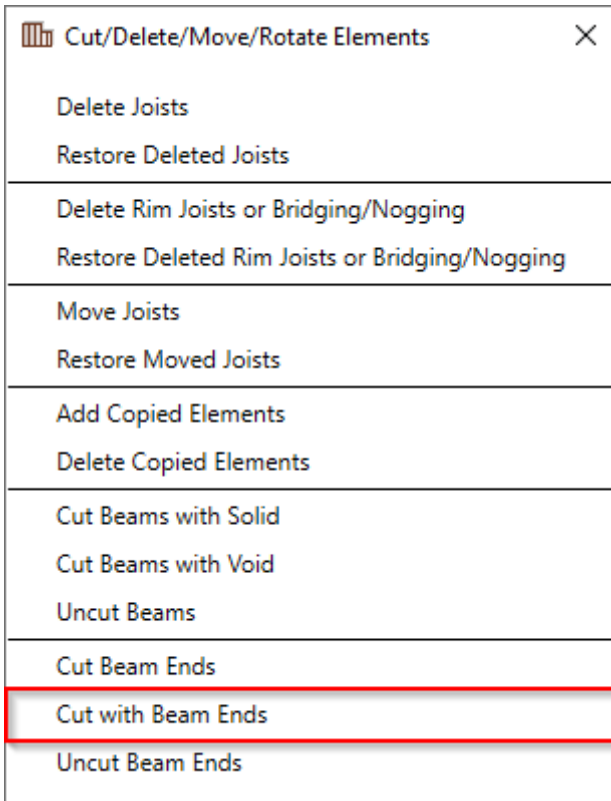 Cut/Delete/Move/Rotate Elements
Delete Joists
Restore Deleted Joists
Delete Rim Joists or Bridging/Nogging
Restore Deleted Rim Joists or Bridging/Nogging
Move Joists
Restore Moved Joists
Add Copied Elements
Delete Copied Elements
Cut Beams with Solid
Cut Beams with Void
Uncut Beams
Cut Beam Ends
Cut with Beam Ends
Uncut Beam Ends